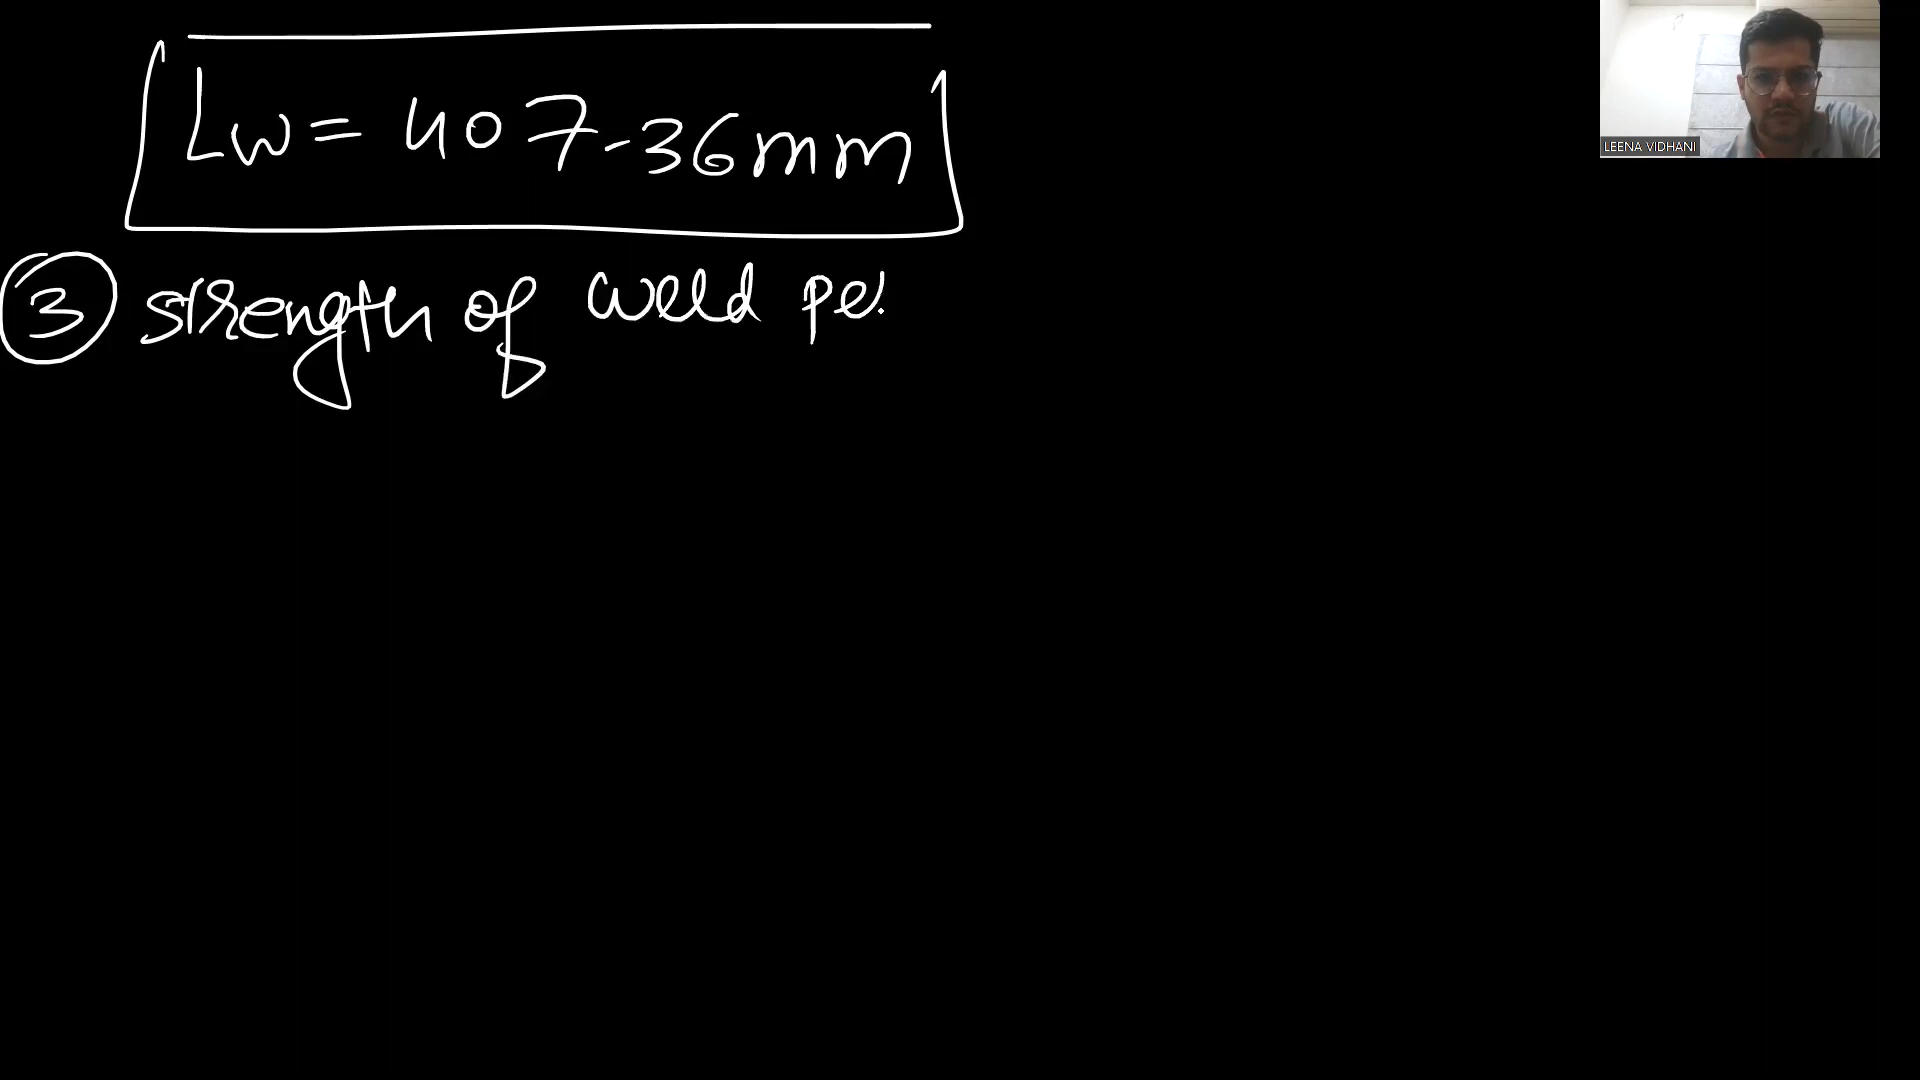 Lw = 407.36mm
LEENA VIDHANI
③ strength of weld per